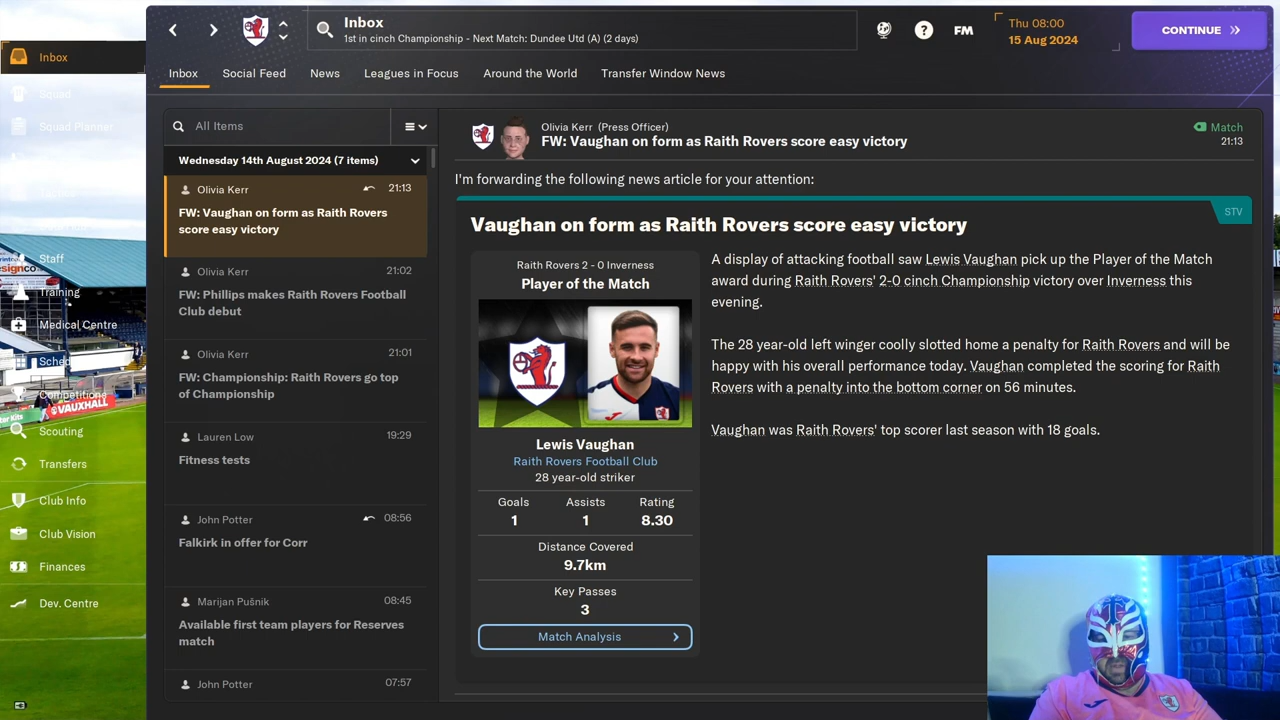 Inbox
1st in cinch Championship - Next Match: Dundee Utd (A) (2 days)
FM
Thu 08:00
15 Aug 2024
CONTINUE
Inbox
Social Feed
News
Leagues in Focus
Around the World
Transfer Window News
Inbox
Squad
Squad Planner
Staff
Training
Medical Centre
Competitions
Scouting
Transfers
Club Info
Club Vision
Finances
Dev. Centre
VAUXHALL
All Items
Wednesday 14th August 2024 (7 items)
Olivia Kerr 21:13
FW: Vaughan on form as Raith Rovers
score easy victory
Olivia Kerr 21:02
FW: Phillips makes Raith Rovers Football
Club debut
Olivia Kerr 21:01
FW: Championship: Raith Rovers go top
of Championship
Lauren Low 19:29
Fitness tests
John Potter 08:56
Falkirk in offer for Corr
Marijan Pušnik 08:45
Available first team players for Reserves
match
John Potter 07:57
Olivia Kerr (Press Officer)
FW: Vaughan on form as Raith Rovers score easy victory
Match
21:13
I'm forwarding the following news article for your attention:
STV
Vaughan on form as Raith Rovers score easy victory
Raith Rovers 2 - 0 Inverness
Player of the Match
Lewis Vaughan
Raith Rovers Football Club
28 year-old striker
Goals Assists Rating
1 1 8.30
Distance Covered
9.7km
Key Passes
3
Match Analysis
A display of attacking football saw Lewis Vaughan pick up the Player of the Match
award during Raith Rovers' 2-0 cinch Championship victory over Inverness this
evening.
The 28 year-old left winger coolly slotted home a penalty for Raith Rovers and will be
happy with his overall performance today. Vaughan completed the scoring for Raith
Rovers with a penalty into the bottom corner on 56 minutes.
Vaughan was Raith Rovers' top scorer last season with 18 goals.